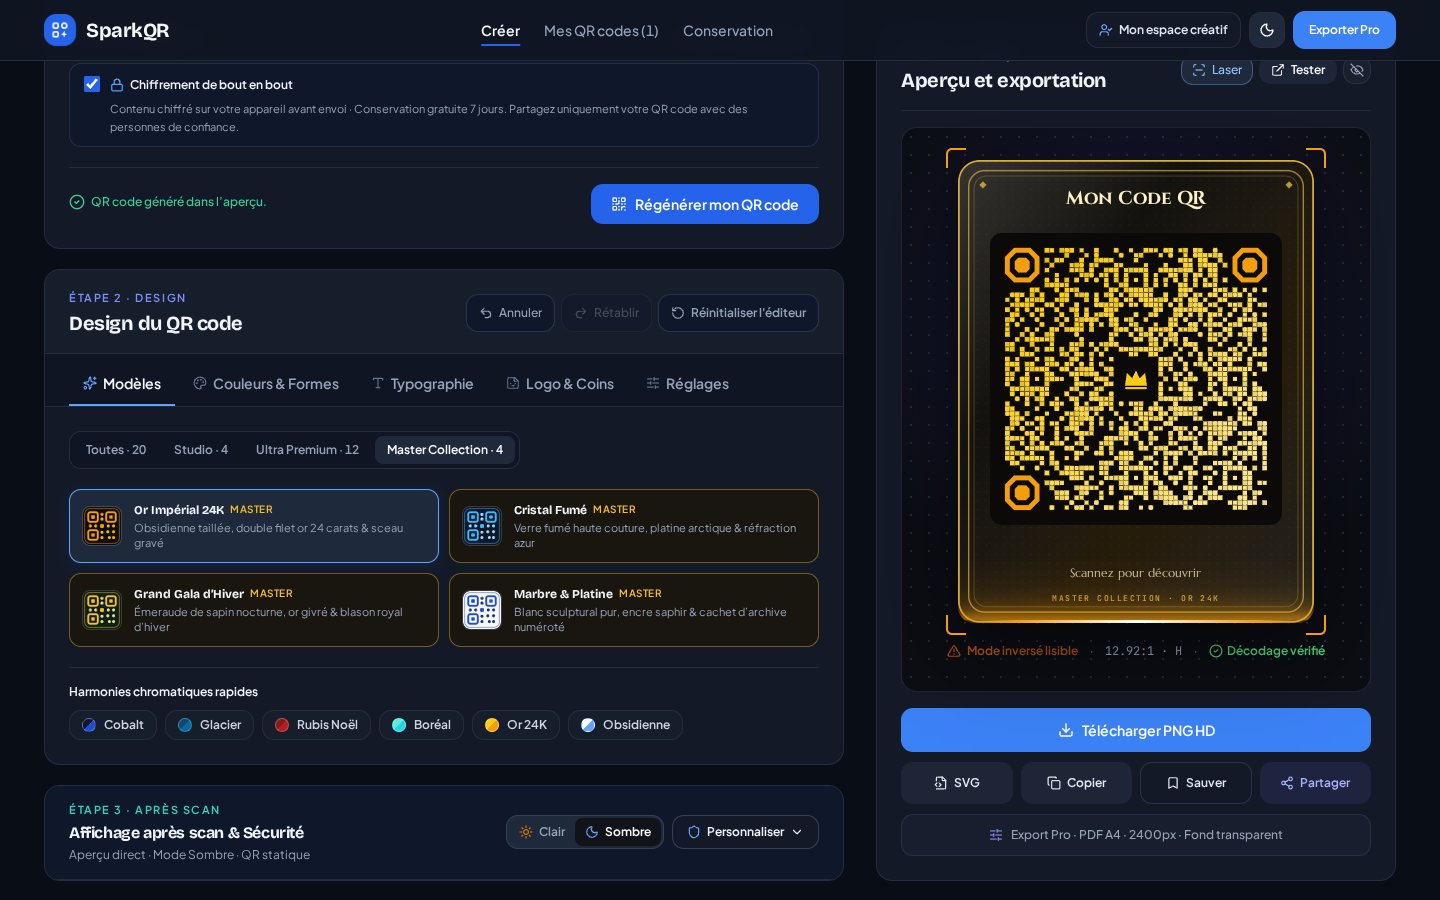 SparkQR
Créer
Mes QR codes (1)
Conservation
Mon espace créatif
Exporter Pro
Chiffrement de bout en bout
Contenu chiffré sur votre appareil avant envoi · Conservation gratuite 7 jours. Partagez uniquement votre QR code avec des
personnes de confiance.
QR code généré dans l'aperçu.
Régénérer mon QR code
ÉTAPE 2 · DESIGN
Design du QR code
Annuler
Rétablir
Réinitialiser l'éditeur
Modèles
Couleurs & Formes
Typographie
Logo & Coins
Réglages
Toutes · 20
Studio · 4
Ultra Premium · 12
Master Collection · 4
Or Impérial 24K MASTER
Obsidienne taillée, double filet or 24 carats & sceau
gravé
Cristal Fumé MASTER
Verre fumé haute couture, platine arctique & réfraction
azur
Grand Gala d'Hiver MASTER
Émeraude de sapin nocturne, or givré & blason royal
d'hiver
Marbre & Platine MASTER
Blanc sculptural pur, encre saphir & cachet d'archive
numéroté
Harmonies chromatiques rapides
Cobalt
Glacier
Rubis Noël
Boréal
Or 24K
Obsidienne
ÉTAPE 3 · APRÈS SCAN
Affichage après scan & Sécurité
Aperçu direct · Mode Sombre · QR statique
Clair
Sombre
Personnaliser
Aperçu et exportation
Laser
Tester
Mon Code QR
Scannez pour découvrir
MASTER COLLECTION · OR 24K
Mode inversé lisible · 12.92:1 · H · Décodage vérifié
Télécharger PNG HD
SVG
Copier
Sauver
Partager
Export Pro · PDF A4 · 2400px · Fond transparent